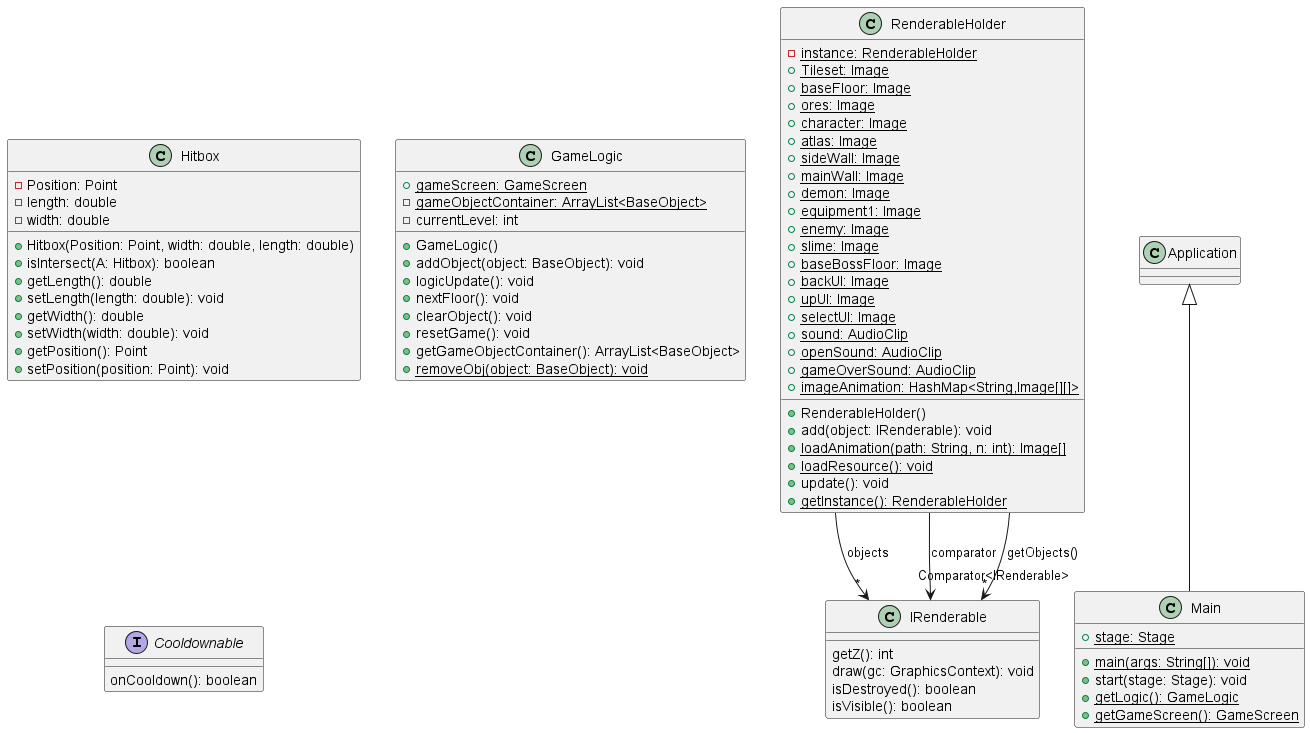 C Hitbox
Position: Point
length: double
width: double
Hitbox(Position: Point, width: double, length: double)
isIntersect(A: Hitbox): boolean
getLength(): double
setLength(length: double): void
getWidth(): double
setWidth(width: double): void
getPosition(): Point
setPosition(position: Point): void
C GameLogic
gameScreen: GameScreen
gameObjectContainer: ArrayList<BaseObject>
currentLevel: int
GameLogic()
addObject(object: BaseObject): void
logicUpdate(): void
nextFloor(): void
clearObject(): void
resetGame(): void
getGameObjectContainer(): ArrayList<BaseObject>
removeObj(object: BaseObject): void
C RenderableHolder
instance: RenderableHolder
Tileset: Image
baseFloor: Image
ores: Image
character: Image
atlas: Image
sideWall: Image
mainWall: Image
demon: Image
equipment1: Image
enemy: Image
slime: Image
baseBossFloor: Image
backUI: Image
upUI: Image
selectUI: Image
sound: AudioClip
openSound: AudioClip
gameOverSound: AudioClip
imageAnimation: HashMap<String,Image[][]>
RenderableHolder()
add(object: IRenderable): void
loadAnimation(path: String, n: int): Image[]
loadResource(): void
update(): void
getInstance(): RenderableHolder
C Application
objects
comparator
getObjects()
*
Comparator<IRenderable>
*
I Cooldownable
onCooldown(): boolean
C IRenderable
getZ(): int
draw(gc: GraphicsContext): void
isDestroyed(): boolean
isVisible(): boolean
C Main
stage: Stage
main(args: String[]): void
start(stage: Stage): void
getLogic(): GameLogic
getGameScreen(): GameScreen